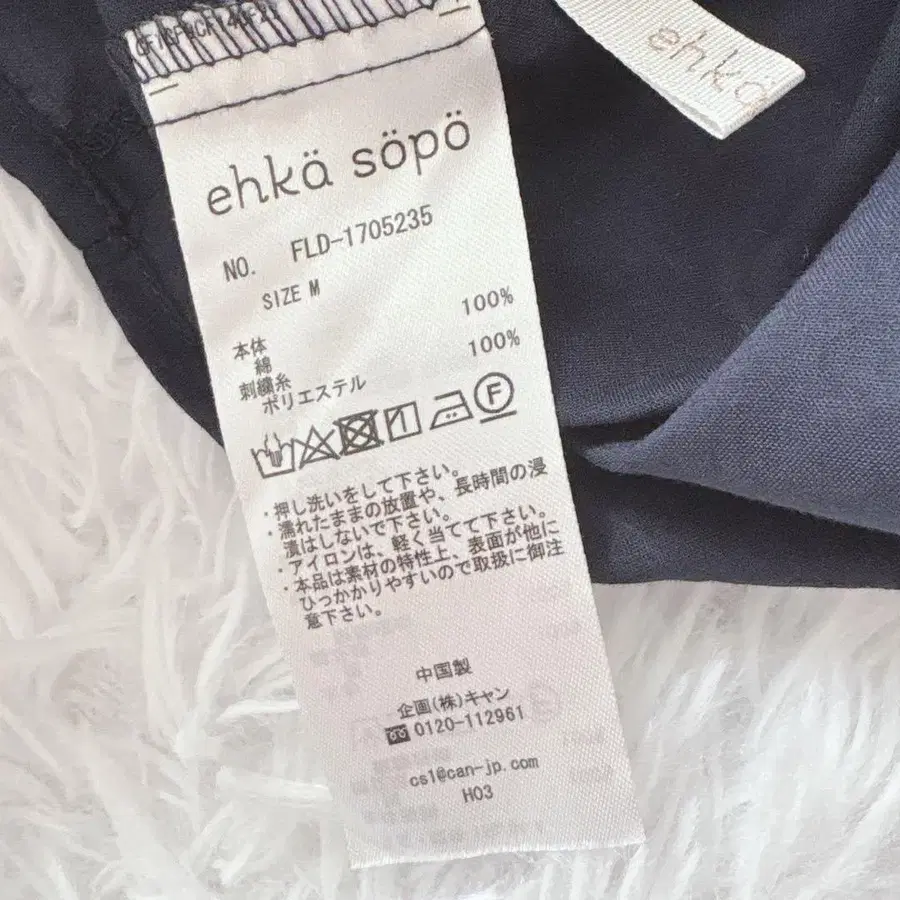 ehkä
ehkä söpö
NO. FLD-1705235
SIZE M
本体
綿 100%
刺繍糸
ポリエステル 100%
F
・押し洗いをして下さい。
・濡れたままの放置や、長時間の浸
漬はしないで下さい。
・アイロンは、軽く当てて下さい。
・本品は素材の特性上、表面が他に
ひっかかりやすいので取扱に御注
意下さい。
中国製
企画(株)キャン
0120-112961
cs1@can-jp.com
H03